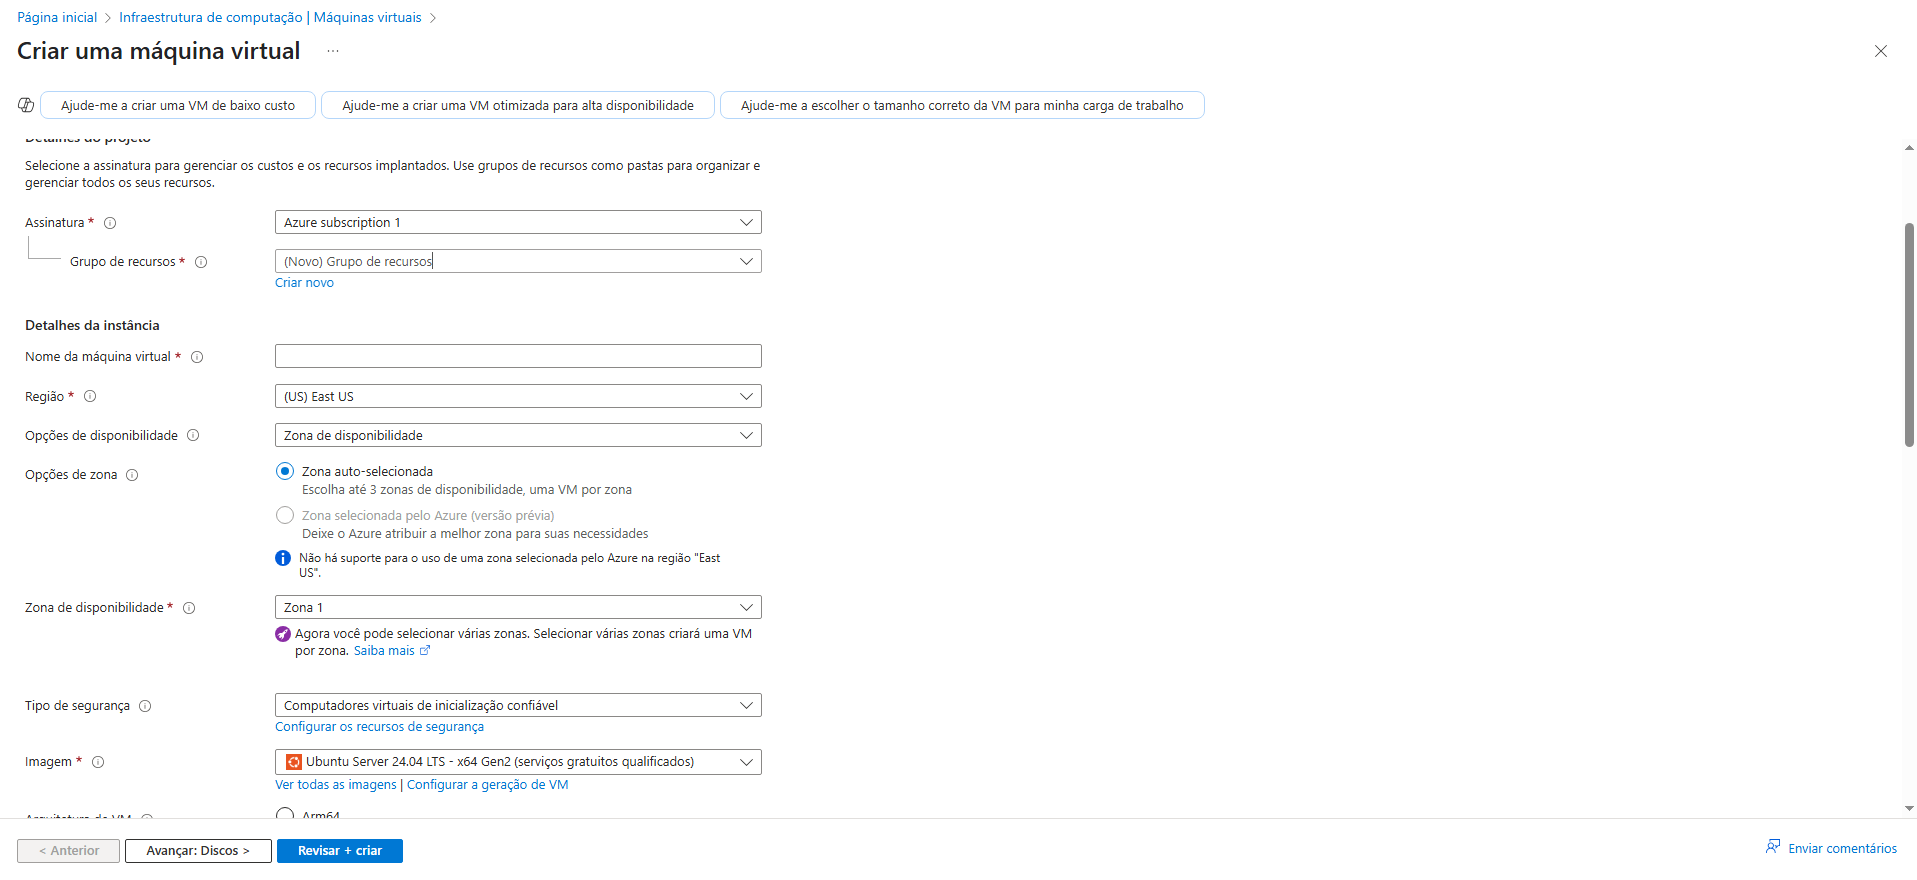 Página inicial > Infraestrutura de computação | Máquinas virtuais >
Criar uma máquina virtual ...
Ajude-me a criar uma VM de baixo custo
Ajude-me a criar uma VM otimizada para alta disponibilidade
Ajude-me a escolher o tamanho correto da VM para minha carga de trabalho
Detalhes do projeto
Selecione a assinatura para gerenciar os custos e os recursos implantados. Use grupos de recursos como pastas para organizar e
gerenciar todos os seus recursos.
Assinatura *
Azure subscription 1
Grupo de recursos *
(Novo) Grupo de recursos
Criar novo
Detalhes da instância
Nome da máquina virtual *
Região *
(US) East US
Opções de disponibilidade
Zona de disponibilidade
Opções de zona
Zona auto-selecionada
Escolha até 3 zonas de disponibilidade, uma VM por zona
Zona selecionada pelo Azure (versão prévia)
Deixe o Azure atribuir a melhor zona para suas necessidades
Não há suporte para o uso de uma zona selecionada pelo Azure na região "East
US".
Zona de disponibilidade *
Zona 1
Agora você pode selecionar várias zonas. Selecionar várias zonas criará uma VM
por zona. Saiba mais
Tipo de segurança
Computadores virtuais de inicialização confiável
Configurar os recursos de segurança
Imagem *
Ubuntu Server 24.04 LTS - x64 Gen2 (serviços gratuitos qualificados)
Ver todas as imagens | Configurar a geração de VM
Arquitetura de VM
Arm64
< Anterior
Avançar: Discos >
Revisar + criar
Enviar comentários